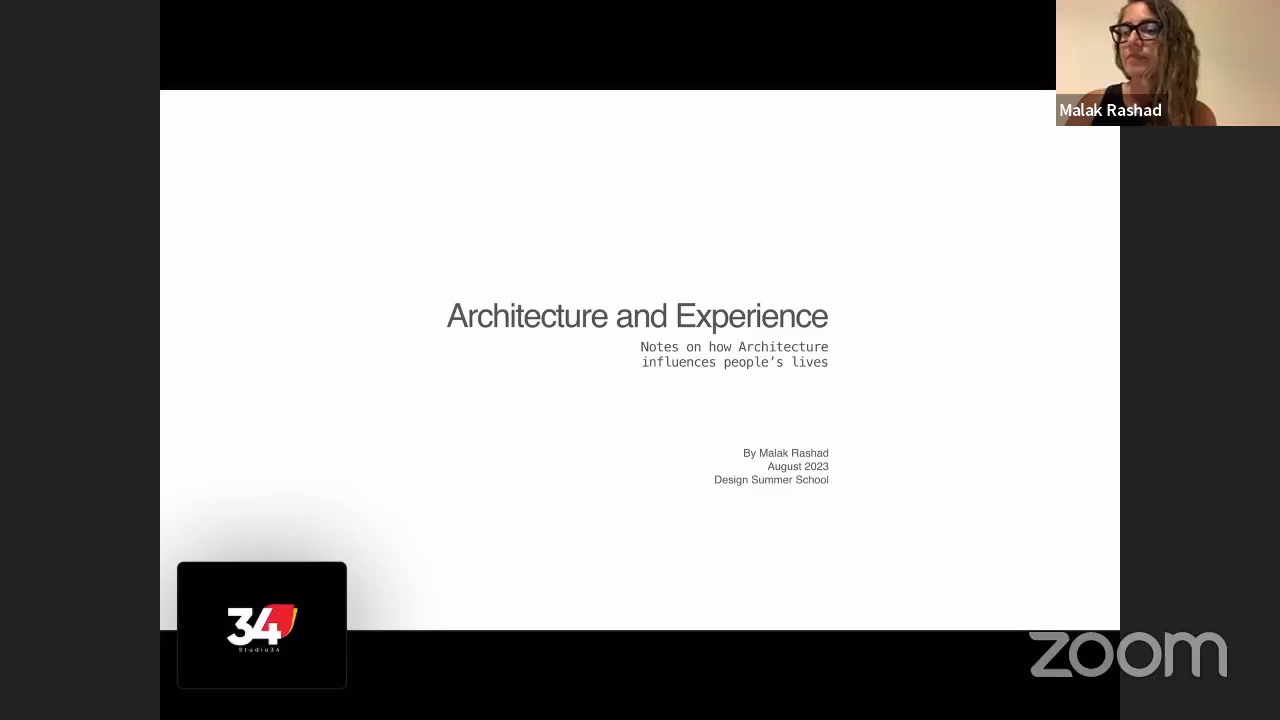 Malak Rashad
Architecture and Experience
Notes on how Architecture
influences people's lives
By Malak Rashad
August 2023
Design Summer School
34
Studio34
zoom